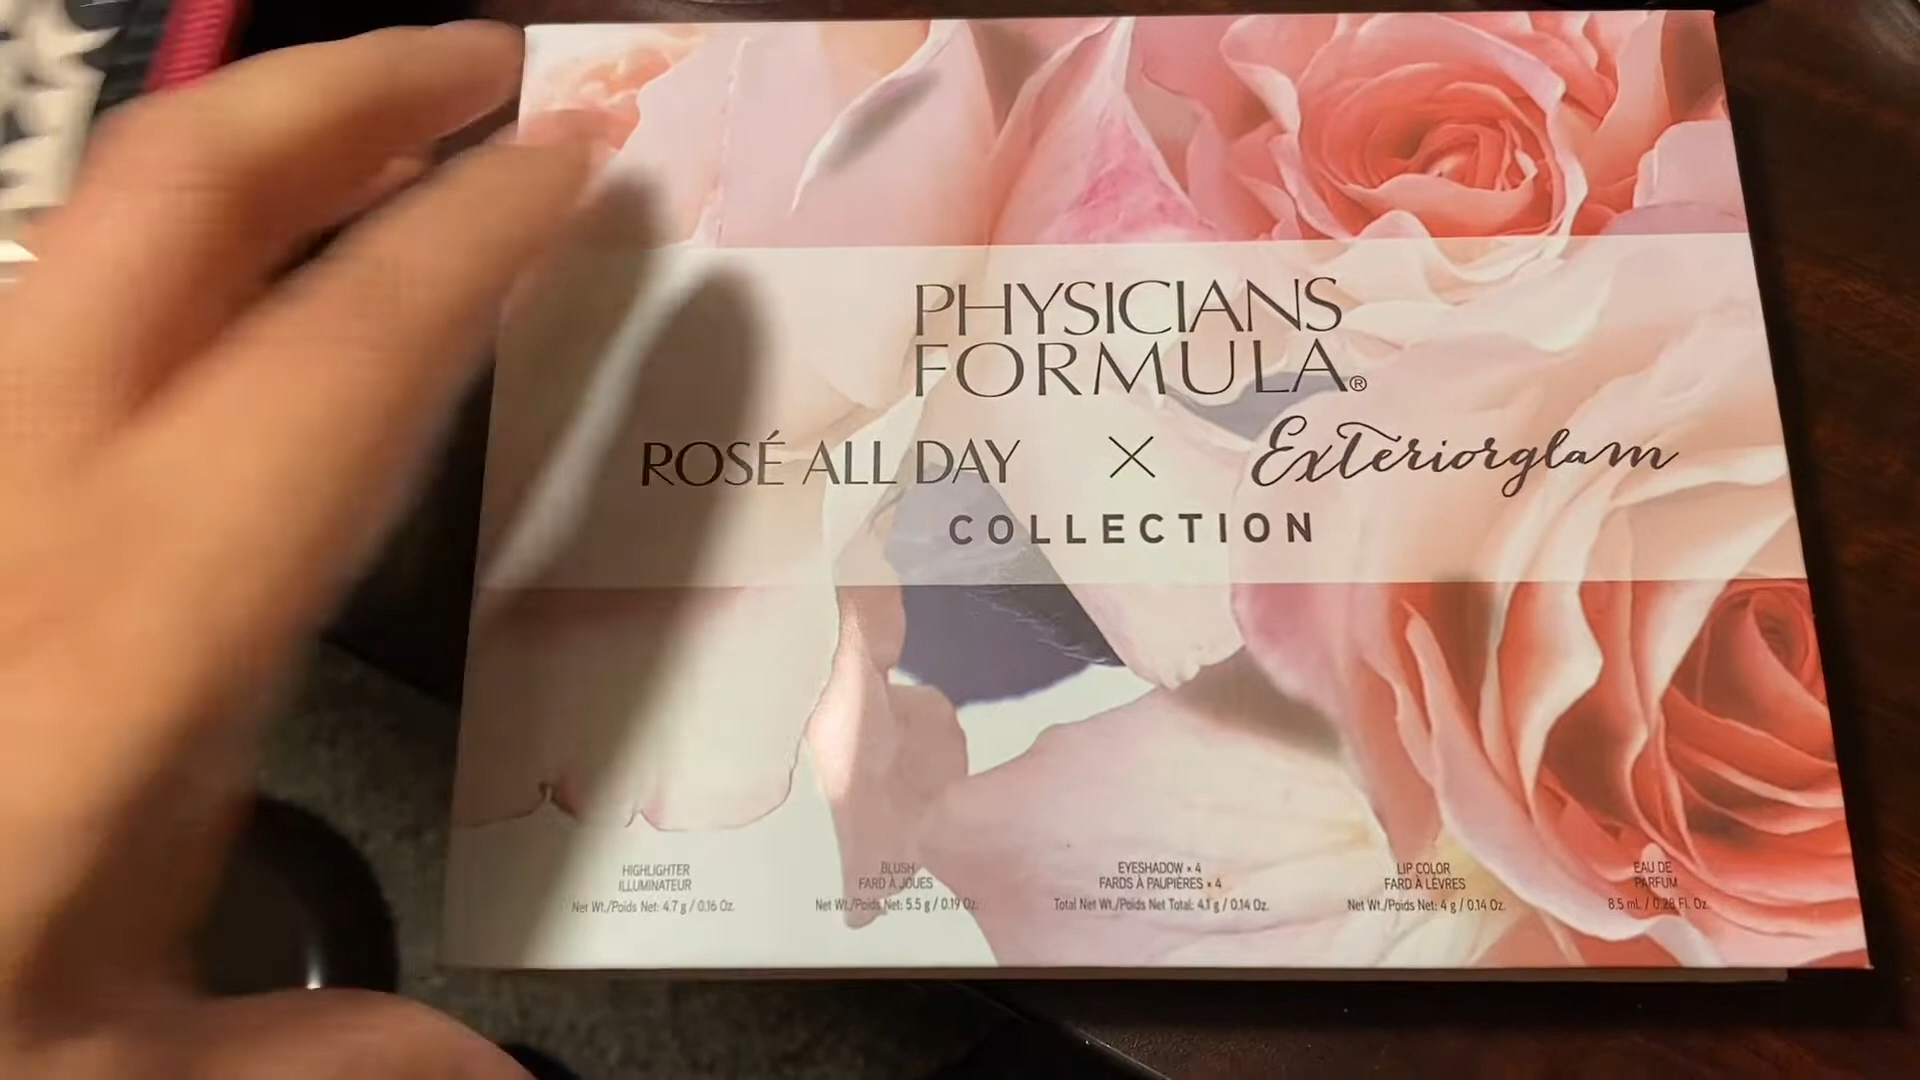 PHYSICIANS
FORMULA®
ROSÉ ALL DAY × Exteriorglam
COLLECTION
HIGHLIGHTER
ILLUMINATEUR
Net Wt./Poids Net: 4.7 g / 0.16 Oz.
BLUSH
FARD À JOUES
Net Wt./Poids Net: 5.5 g / 0.19 Oz.
EYESHADOW × 4
FARDS À PAUPIÈRES × 4
Total Net Wt./Poids Net Total: 4.1 g / 0.14 Oz.
LIP COLOR
FARD À LÈVRES
Net Wt./Poids Net: 4 g / 0.14 Oz.
EAU DE
PARFUM
8.5 mL / 0.28 Fl. Oz.